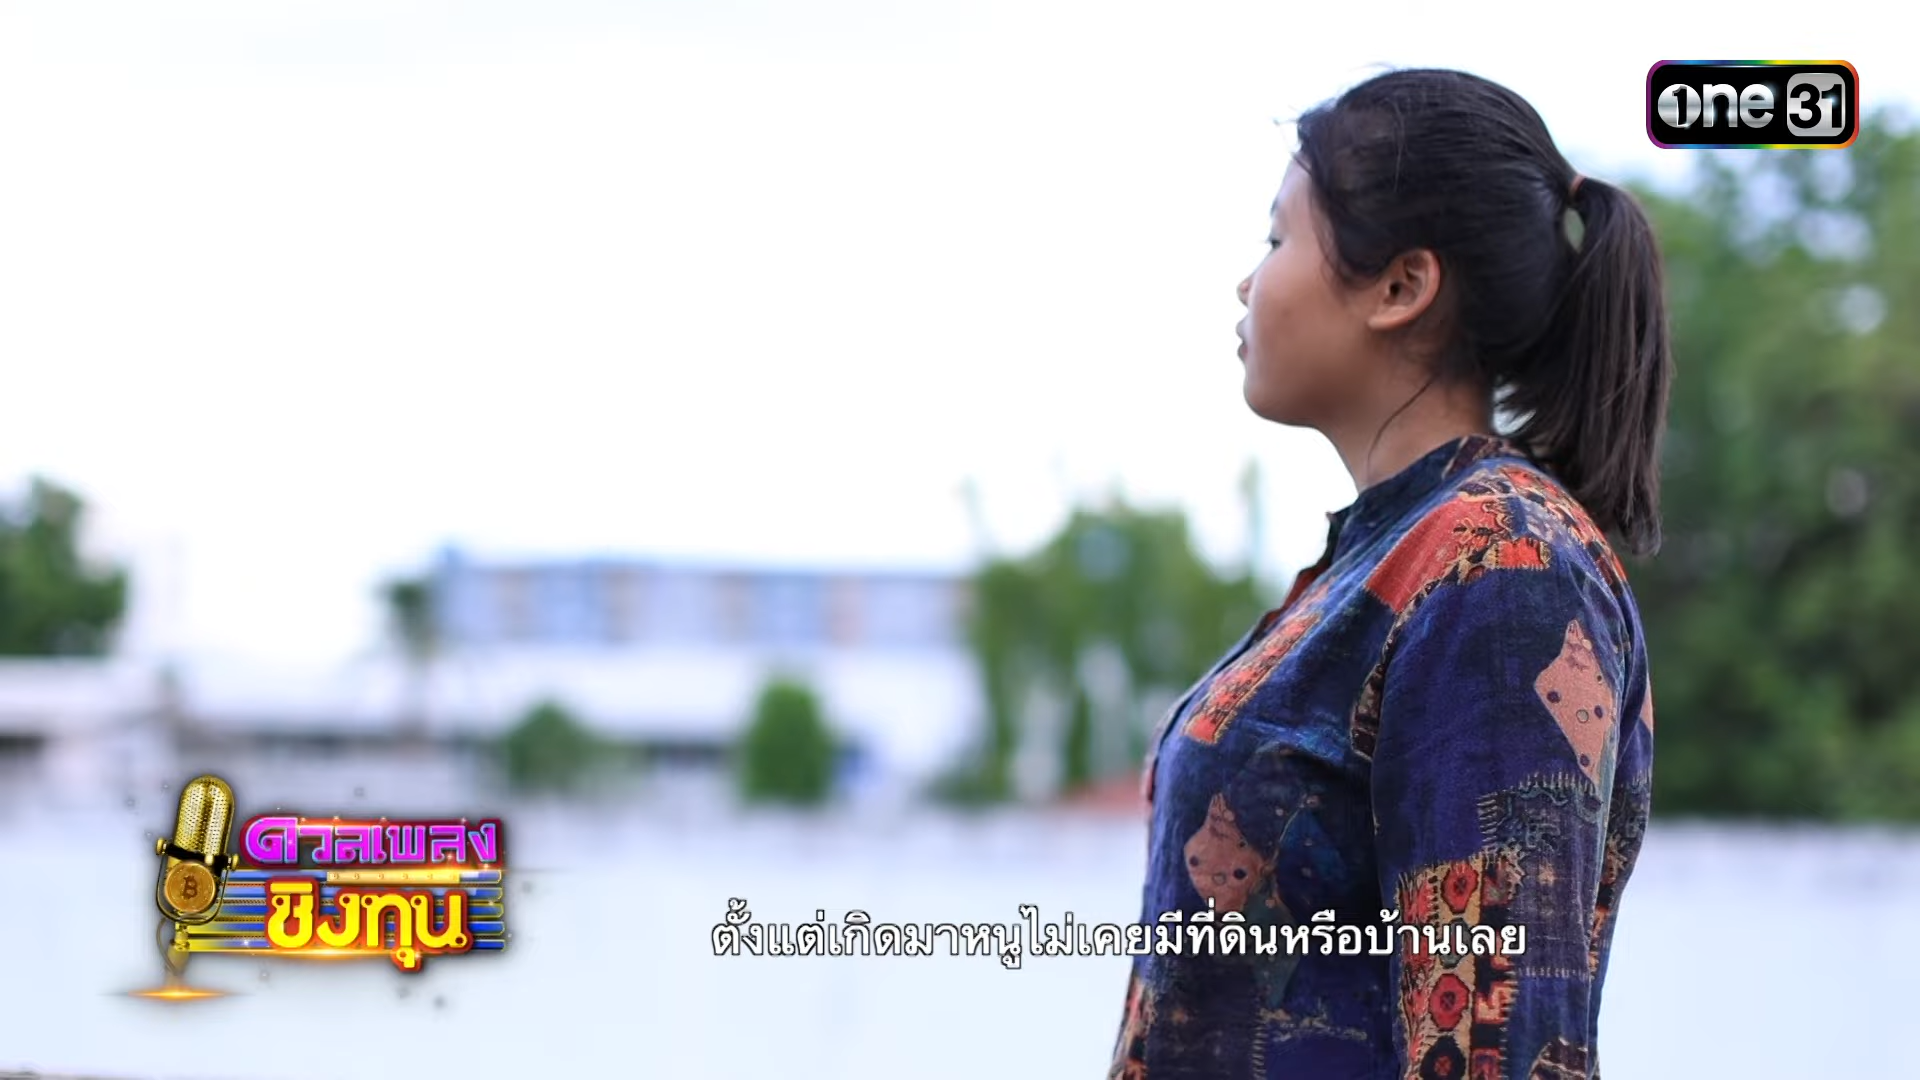 one 31
ดวลเพลง
ชิงทุน
ตั้งแต่เกิดมาหนูไม่เคยมีที่ดินหรือบ้านเลย